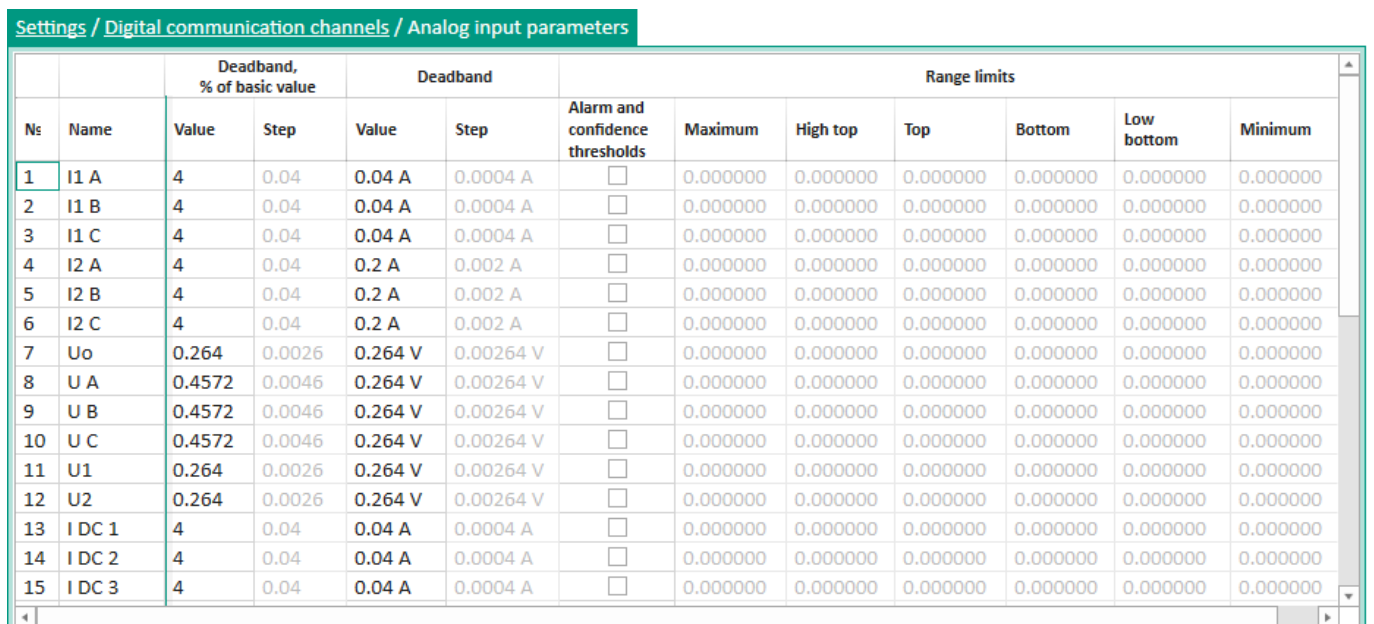 Settings / Digital communication channels / Analog input parameters
Deadband, % of basic value Deadband Range limits
№ Name Value Step Value Step Alarm and confidence thresholds Maximum High top Top Bottom Low bottom Minimum
1 I1 A 4 0.04 0.04 A 0.0004 A 0.000000 0.000000 0.000000 0.000000 0.000000 0.000000
2 I1 B 4 0.04 0.04 A 0.0004 A 0.000000 0.000000 0.000000 0.000000 0.000000 0.000000
3 I1 C 4 0.04 0.04 A 0.0004 A 0.000000 0.000000 0.000000 0.000000 0.000000 0.000000
4 I2 A 4 0.04 0.2 A 0.002 A 0.000000 0.000000 0.000000 0.000000 0.000000 0.000000
5 I2 B 4 0.04 0.2 A 0.002 A 0.000000 0.000000 0.000000 0.000000 0.000000 0.000000
6 I2 C 4 0.04 0.2 A 0.002 A 0.000000 0.000000 0.000000 0.000000 0.000000 0.000000
7 Uo 0.264 0.0026 0.264 V 0.00264 V 0.000000 0.000000 0.000000 0.000000 0.000000 0.000000
8 U A 0.4572 0.0046 0.264 V 0.00264 V 0.000000 0.000000 0.000000 0.000000 0.000000 0.000000
9 U B 0.4572 0.0046 0.264 V 0.00264 V 0.000000 0.000000 0.000000 0.000000 0.000000 0.000000
10 U C 0.4572 0.0046 0.264 V 0.00264 V 0.000000 0.000000 0.000000 0.000000 0.000000 0.000000
11 U1 0.264 0.0026 0.264 V 0.00264 V 0.000000 0.000000 0.000000 0.000000 0.000000 0.000000
12 U2 0.264 0.0026 0.264 V 0.00264 V 0.000000 0.000000 0.000000 0.000000 0.000000 0.000000
13 I DC 1 4 0.04 0.04 A 0.0004 A 0.000000 0.000000 0.000000 0.000000 0.000000 0.000000
14 I DC 2 4 0.04 0.04 A 0.0004 A 0.000000 0.000000 0.000000 0.000000 0.000000 0.000000
15 I DC 3 4 0.04 0.04 A 0.0004 A 0.000000 0.000000 0.000000 0.000000 0.000000 0.000000